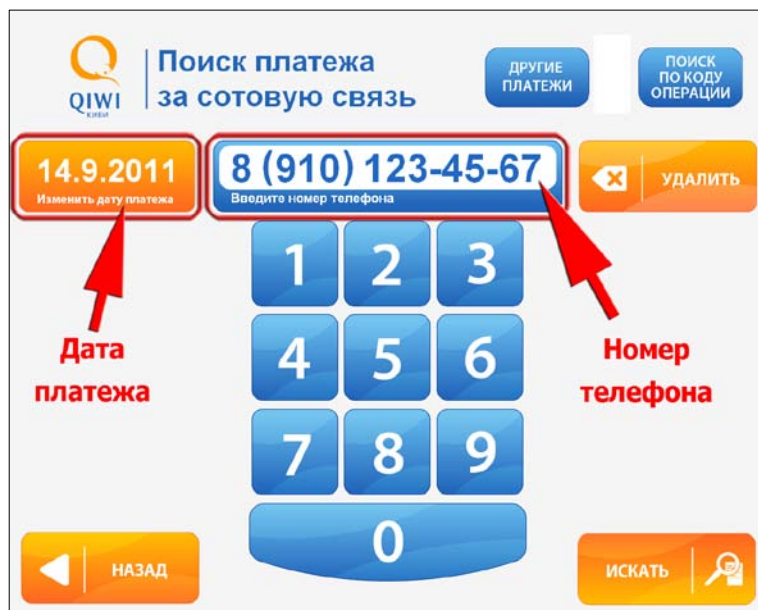 QIWI
КИВИ
Поиск платежа
за сотовую связь
ДРУГИЕ
ПЛАТЕЖИ
ПОИСК
ПО КОДУ
ОПЕРАЦИИ
14.9.2011
Изменить дату платежа
8 (910) 123-45-67
Введите номер телефона
УДАЛИТЬ
1 2 3
Дата
платежа
4 5 6
Номер
телефона
7 8 9
0
НАЗАД
ИСКАТЬ